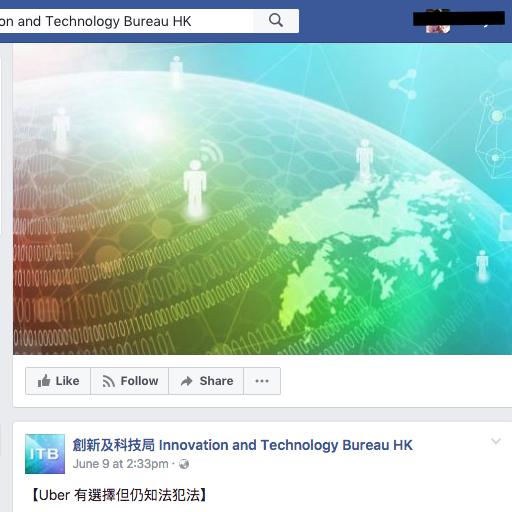 on and Technology Bureau HK
Like
Follow
Share
ITB
創新及科技局 Innovation and Technology Bureau HK
June 9 at 2:33pm ·
【Uber 有選擇但仍知法犯法】